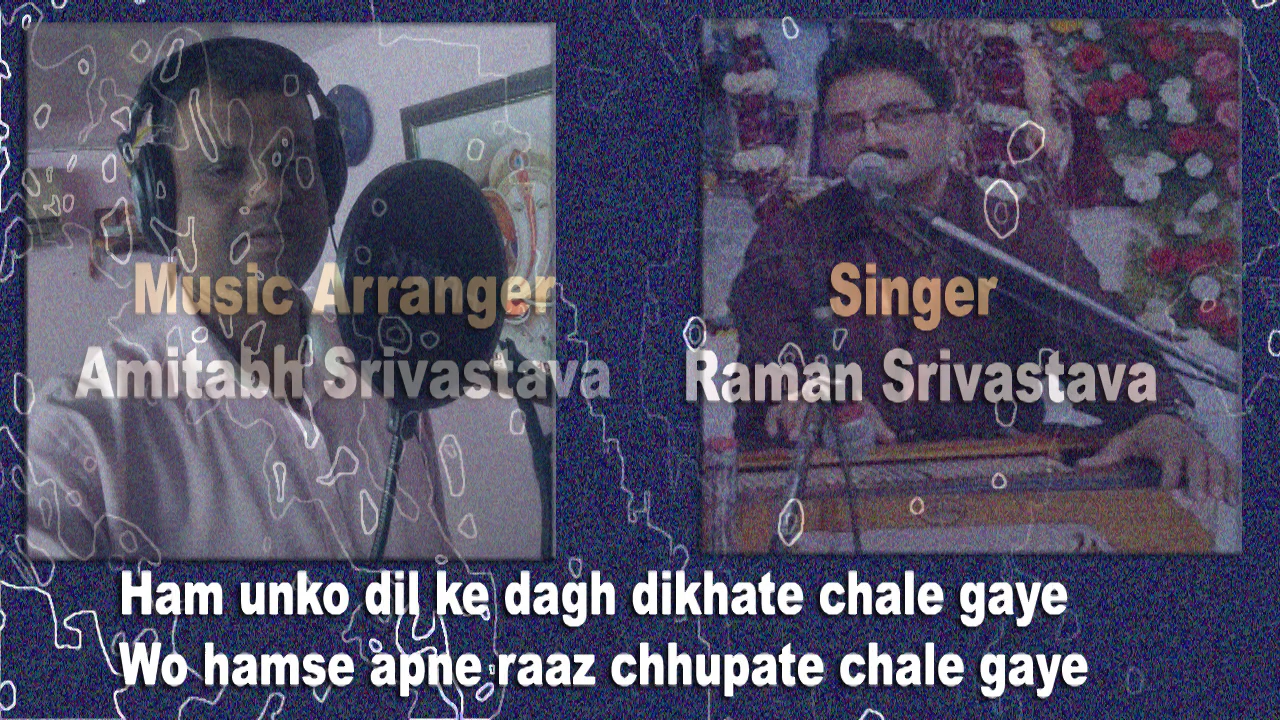 Music Arranger
Amitabh Srivastava
Singer
Raman Srivastava
Ham unko dil ke dagh dikhate chale gaye
Wo hamse apne raaz chhupate chale gaye